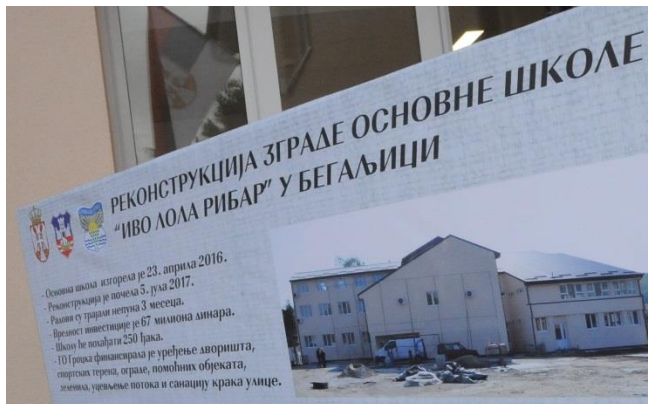 РЕКОНСТРУКЦИЈА ЗГРАДЕ ОСНОВНЕ ШКОЛЕ
"ИВО ЛОЛА РИБАР" У БЕГАЉИЦИ
- Основна школа изгорела је 23. априла 2016.
- Реконструкција је почела 5. јула 2017.
- Радови су трајали непуна 3 месеца.
- Вредност инвестиције је 67 милиона динара.
- Школу ће похађати 250 ђака.
- ГО Гроцка финансирала је уређење дворишта,
спортских терена, ограде, помоћних објеката,
зеленила, уцевљење потока и санацију крака улице.